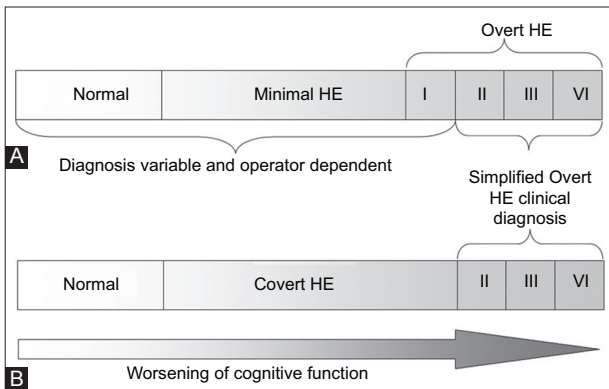 Overt HE
Normal Minimal HE I II III VI
A
Diagnosis variable and operator dependent
Simplified Overt
HE clinical
diagnosis
Normal Covert HE II III VI
B
Worsening of cognitive function